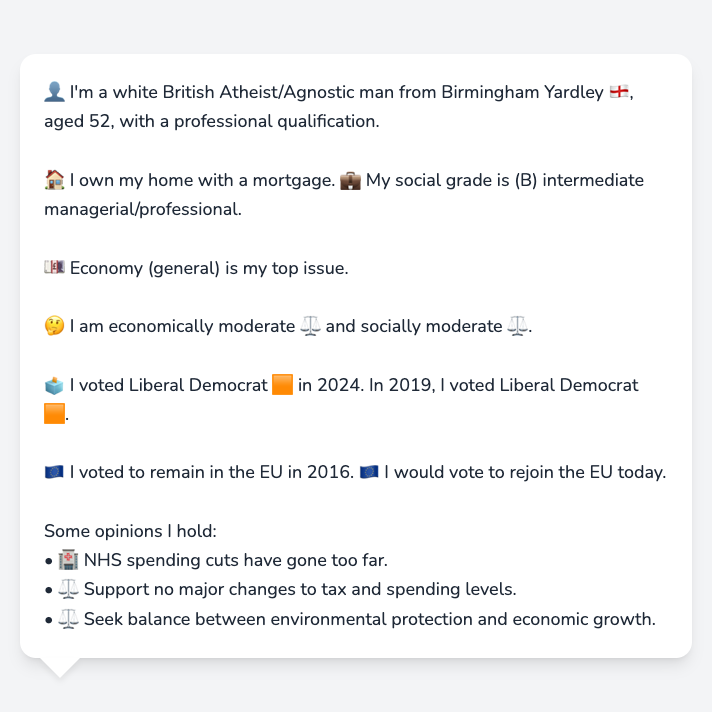 👤 I'm a white British Atheist/Agnostic man from Birmingham Yardley 🏴󠁧󠁢󠁥󠁮󠁧󠁿,
aged 52, with a professional qualification.
🏠 I own my home with a mortgage. 💼 My social grade is (B) intermediate
managerial/professional.
💷 Economy (general) is my top issue.
🤔 I am economically moderate ⚖️ and socially moderate ⚖️.
🗳️ I voted Liberal Democrat 🟧 in 2024. In 2019, I voted Liberal Democrat
🟧.
🇪🇺 I voted to remain in the EU in 2016. 🇪🇺 I would vote to rejoin the EU today.
Some opinions I hold:
• 🏥 NHS spending cuts have gone too far.
• ⚖️ Support no major changes to tax and spending levels.
• ⚖️ Seek balance between environmental protection and economic growth.